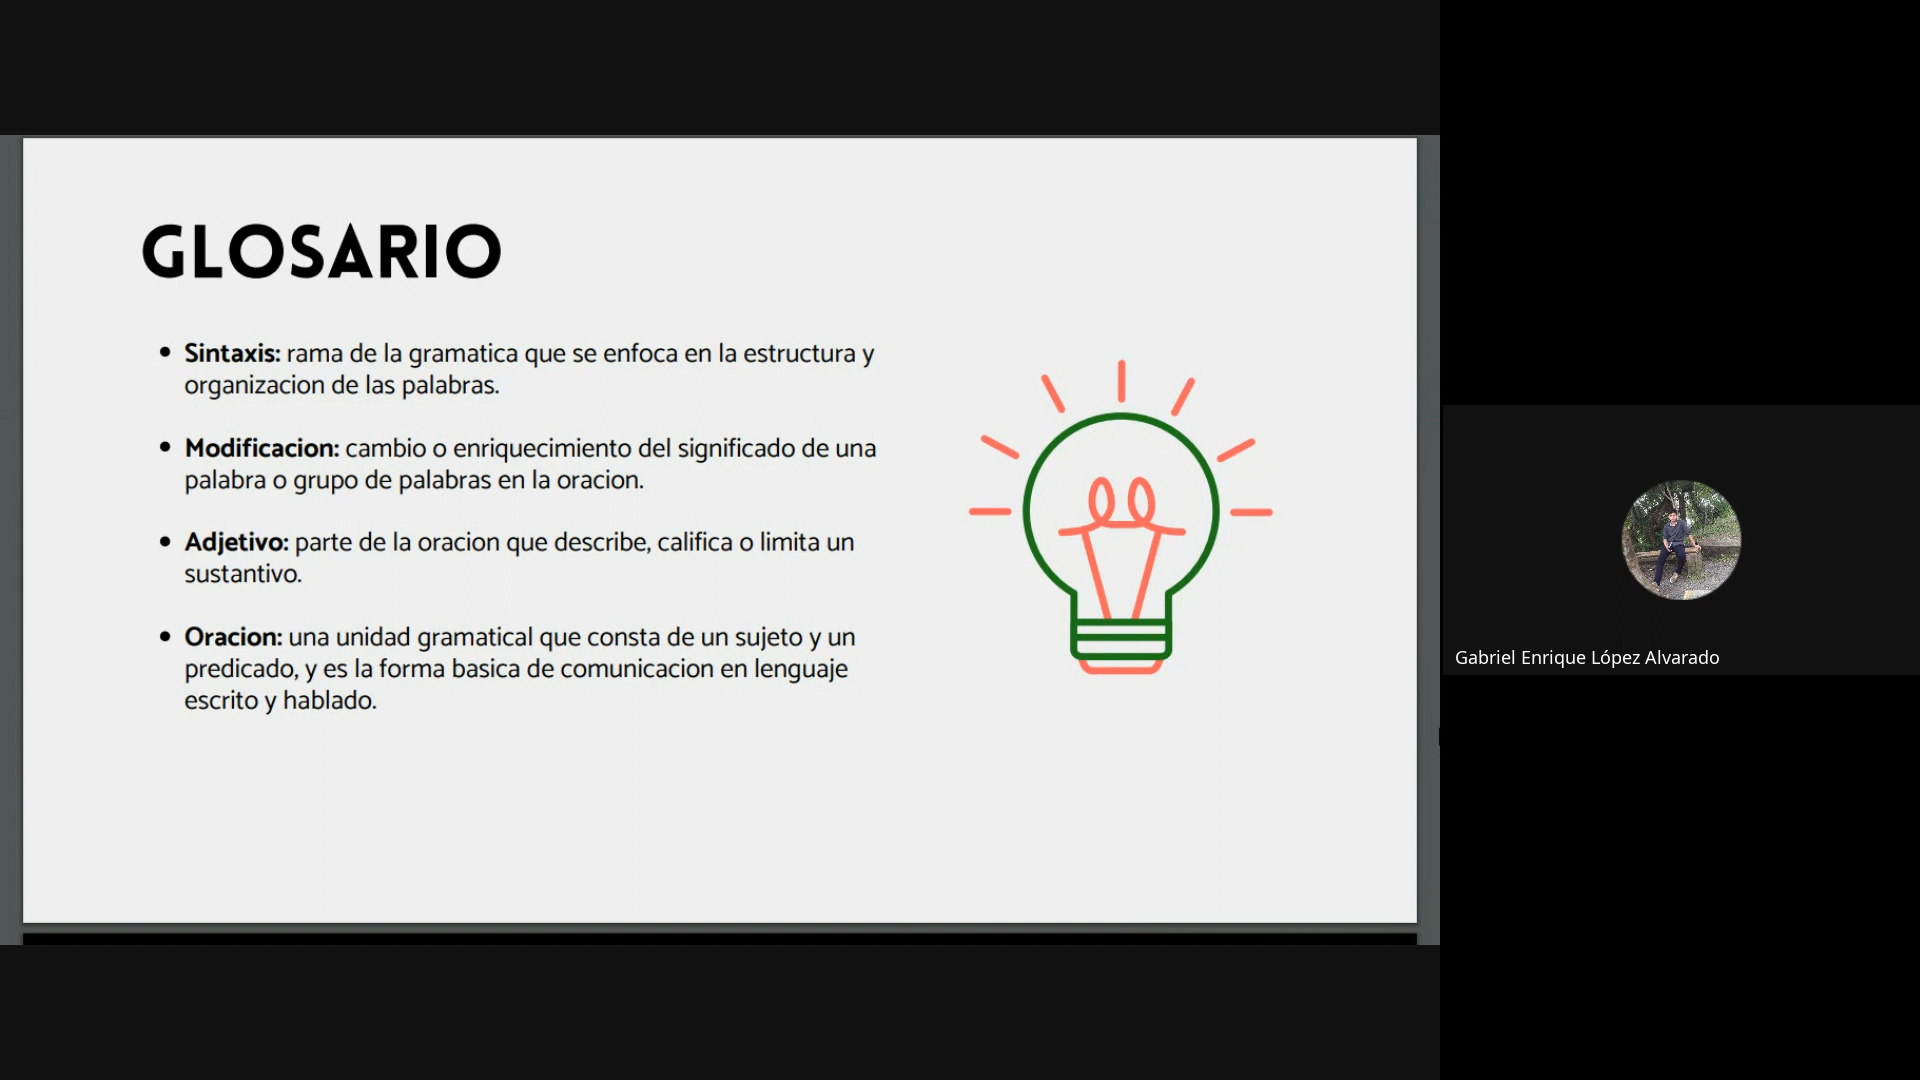 GLOSARIO
• Sintaxis: rama de la gramatica que se enfoca en la estructura y
organizacion de las palabras.
• Modificacion: cambio o enriquecimiento del significado de una
palabra o grupo de palabras en la oracion.
• Adjetivo: parte de la oracion que describe, califica o limita un
sustantivo.
• Oracion: una unidad gramatical que consta de un sujeto y un
predicado, y es la forma basica de comunicacion en lenguaje
escrito y hablado.
Gabriel Enrique López Alvarado